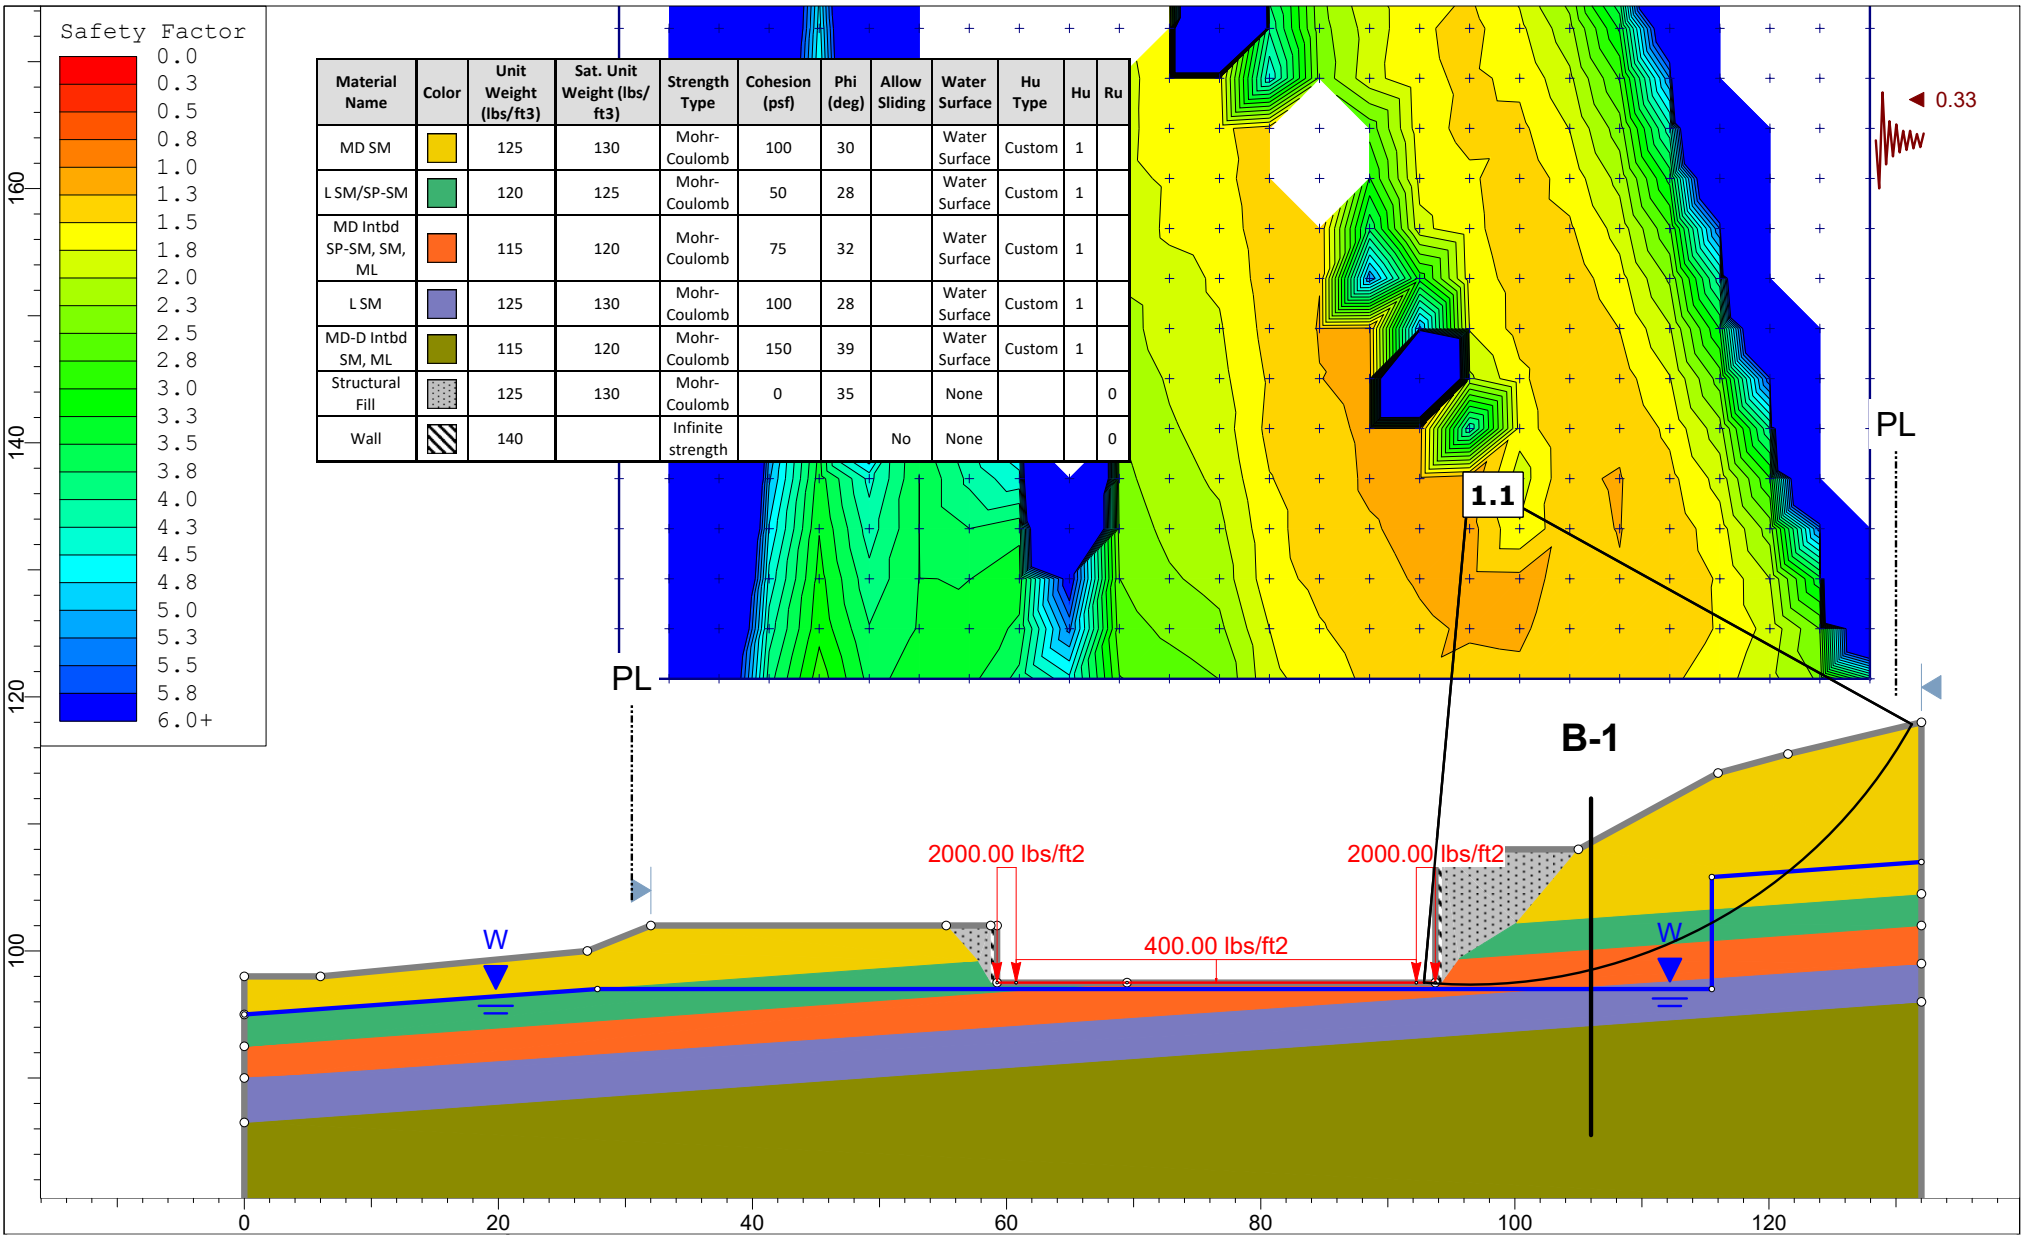 Safety Factor
0.0
0.3
0.5
0.8
1.0
1.3
1.5
1.8
2.0
2.3
2.5
2.8
3.0
3.3
3.5
3.8
4.0
4.3
4.5
4.8
5.0
5.3
5.5
5.8
6.0+
Material Name Color Unit Weight (lbs/ft3) Sat. Unit Weight (lbs/ft3) Strength Type Cohesion (psf) Phi (deg) Allow Sliding Water Surface Hu Type Hu Ru
MD SM 125 130 Mohr-Coulomb 100 30 Water Surface Custom 1
L SM/SP-SM 120 125 Mohr-Coulomb 50 28 Water Surface Custom 1
MD Intbd SP-SM, SM, ML 115 120 Mohr-Coulomb 75 32 Water Surface Custom 1
L SM 125 130 Mohr-Coulomb 100 28 Water Surface Custom 1
MD-D Intbd SM, ML 115 120 Mohr-Coulomb 150 39 Water Surface Custom 1
Structural Fill 125 130 Mohr-Coulomb 0 35 None 0
Wall 140 Infinite strength No None 0
0.33
PL
1.1
PL
B-1
2000.00 lbs/ft2
2000.00 lbs/ft2
400.00 lbs/ft2
W
W
160
140
120
100
0 20 40 60 80 100 120